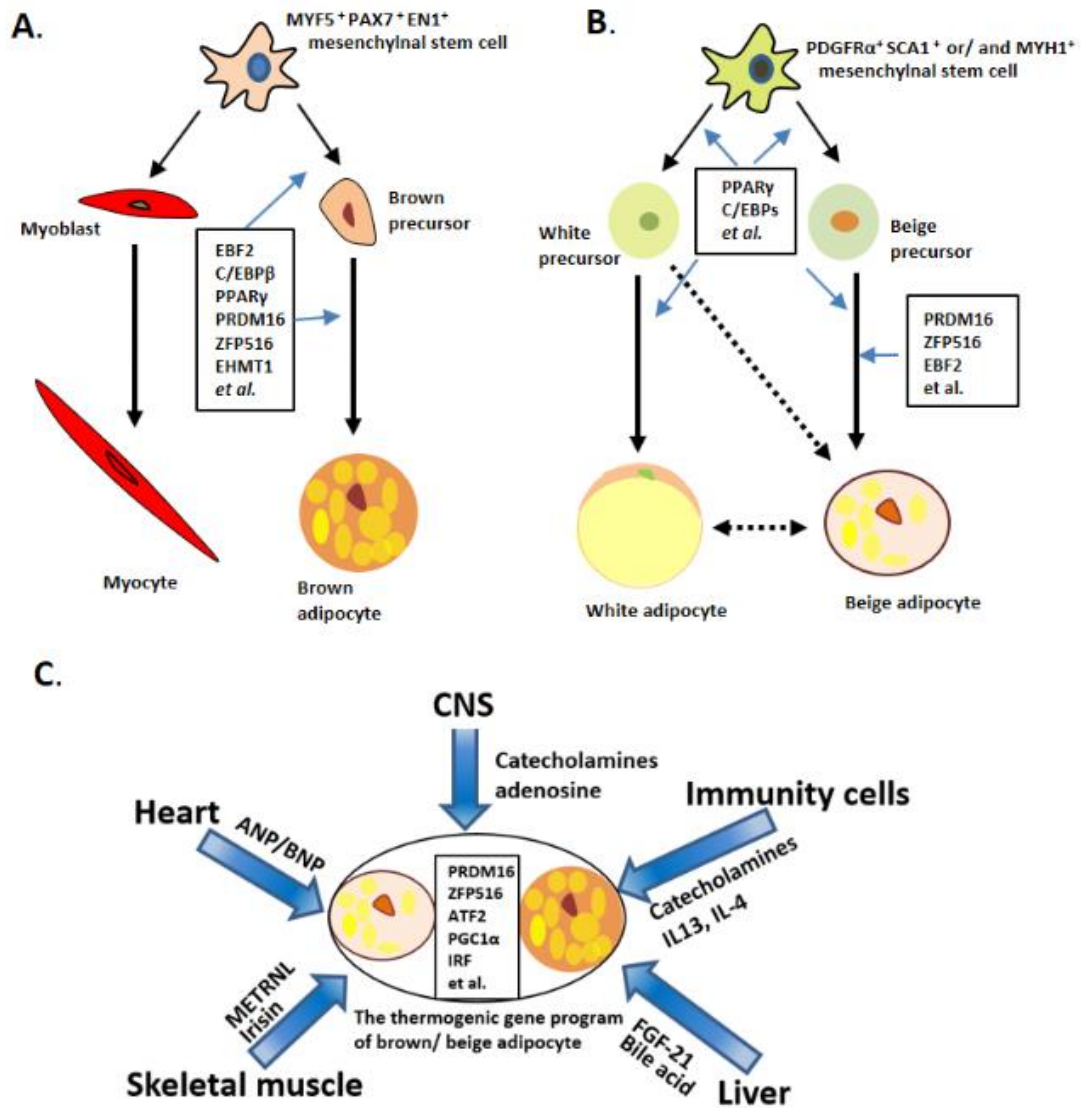 A.
MYF5⁺PAX7⁺EN1⁺
mesenchylnal stem cell
Myoblast
Brown
precursor
EBF2
C/EBPβ
PPARγ
PRDM16
ZFP516
EHMT1
et al.
Myocyte
Brown
adipocyte
B.
PDGFRα⁺SCA1⁺ or/ and MYH1⁺
mesenchylnal stem cell
PPARγ
C/EBPs
et al.
White
precursor
Beige
precursor
PRDM16
ZFP516
EBF2
et al.
White adipocyte
Beige adipocyte
C.
CNS
Catecholamines
adenosine
Heart
ANP/BNP
Immunity cells
Catecholamines
IL13, IL-4
PRDM16
ZFP516
ATF2
PGC1α
IRF
et al.
METRNL
Irisin
Skeletal muscle
The thermogenic gene program
of brown/ beige adipocyte
FGF-21
Bile acid
Liver